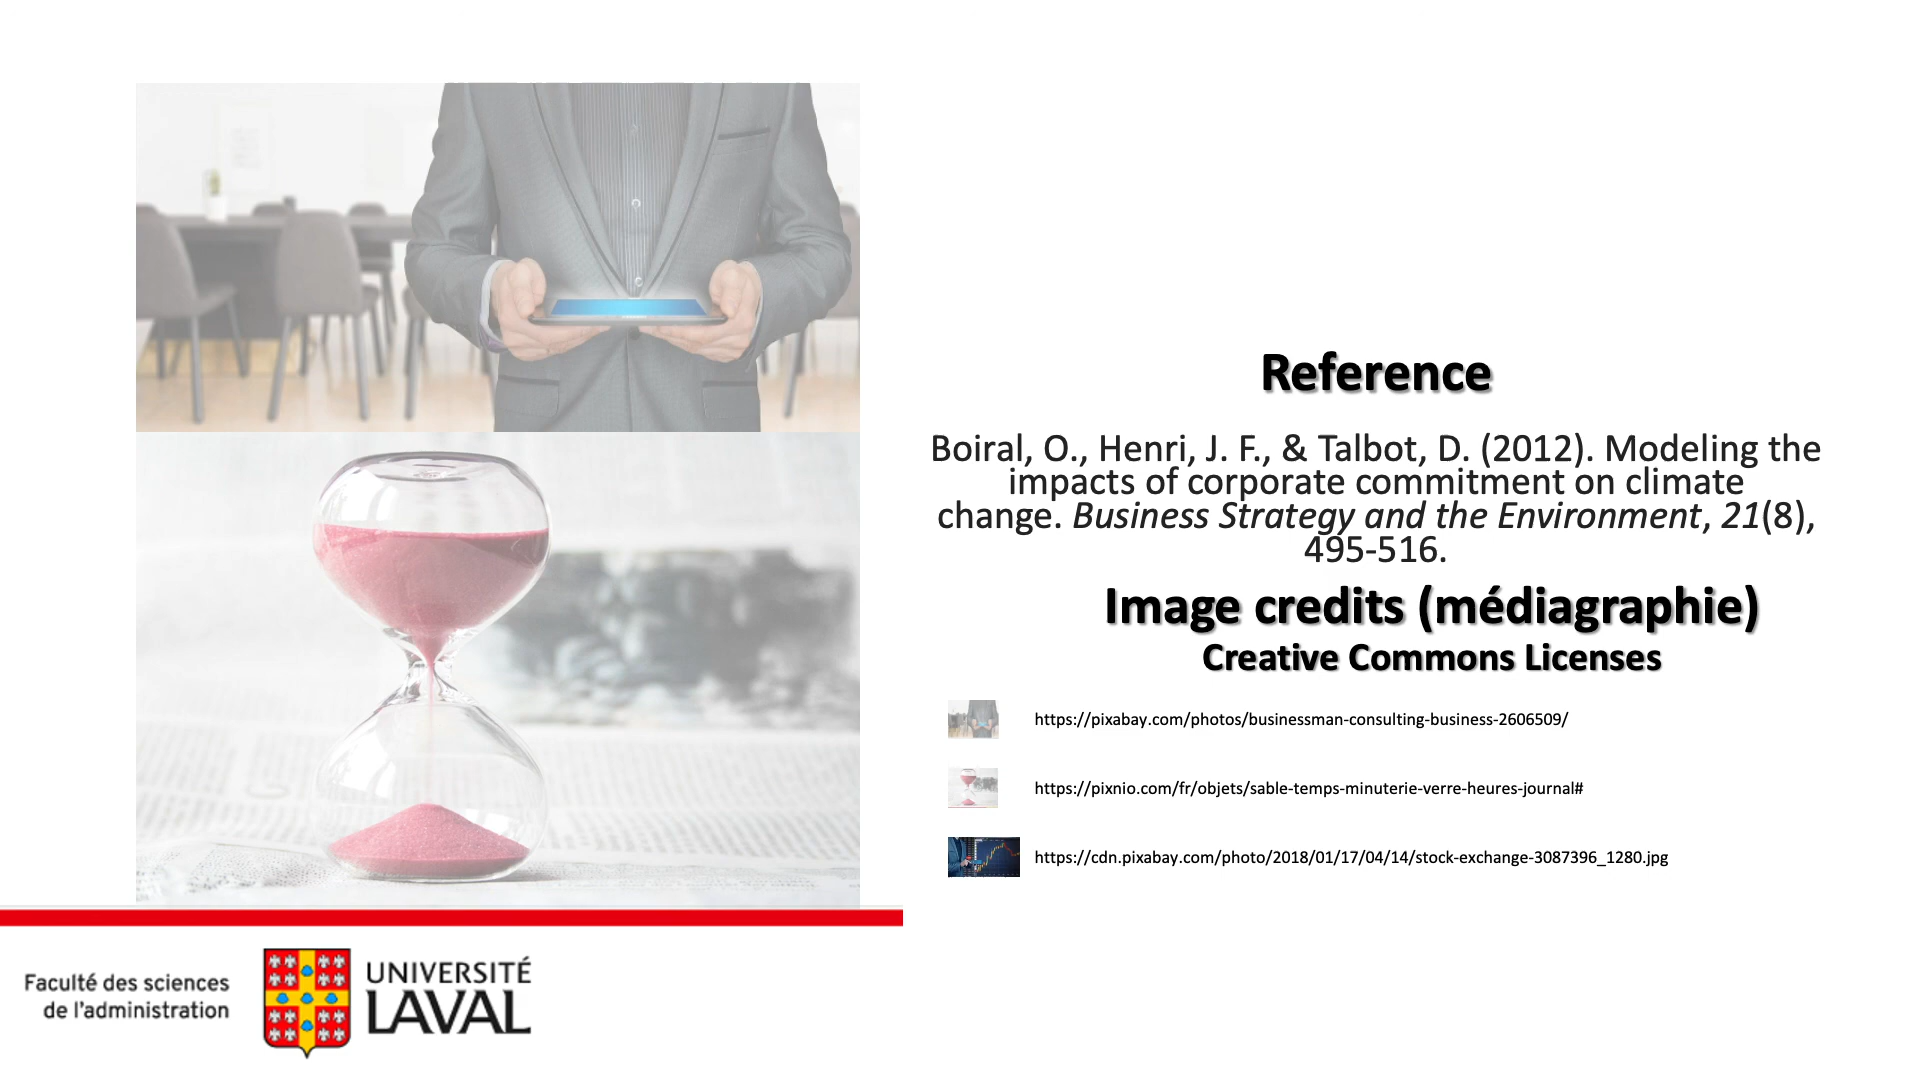 Reference
Boiral, O., Henri, J. F., & Talbot, D. (2012). Modeling the
impacts of corporate commitment on climate
change. Business Strategy and the Environment, 21(8),
495-516.
Image credits (médiagraphie)
Creative Commons Licenses
https://pixabay.com/photos/businessman-consulting-business-2606509/
https://pixnio.com/fr/objets/sable-temps-minuterie-verre-heures-journal#
https://cdn.pixabay.com/photo/2018/01/17/04/14/stock-exchange-3087396_1280.jpg
Faculté des sciences
de l'administration
UNIVERSITÉ
LAVAL